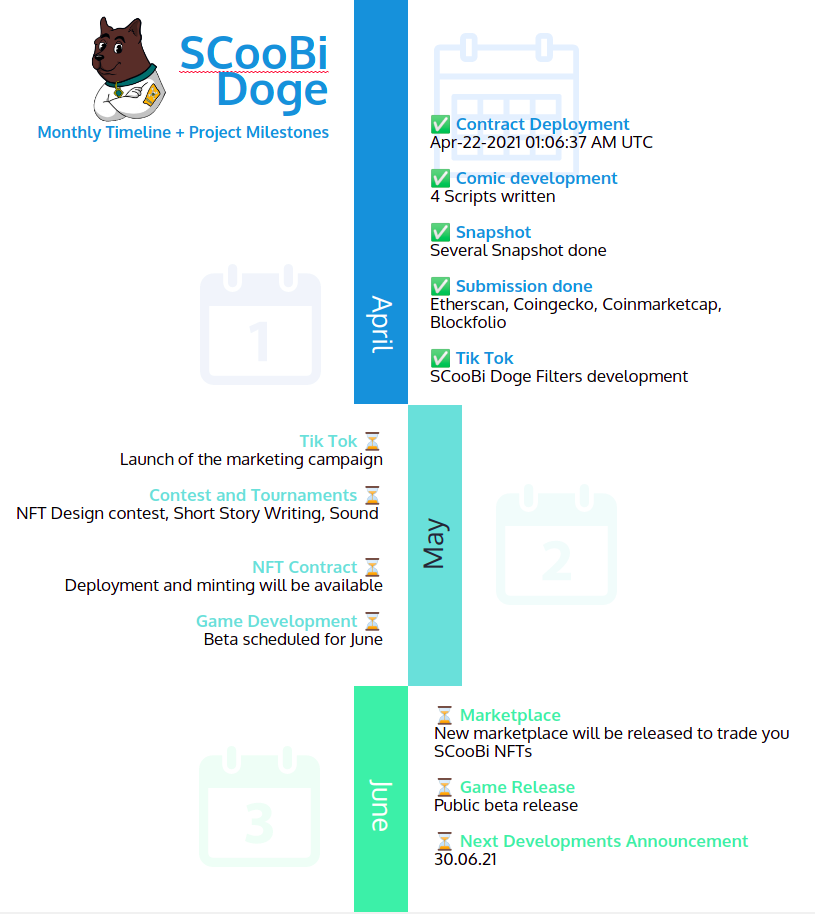 SCooBi
Doge
Monthly Timeline + Project Milestones
April
✅ Contract Deployment
Apr-22-2021 01:06:37 AM UTC
✅ Comic development
4 Scripts written
✅ Snapshot
Several Snapshot done
✅ Submission done
Etherscan, Coingecko, Coinmarketcap,
Blockfolio
✅ Tik Tok
SCooBi Doge Filters development
1
May
Tik Tok ⏳
Launch of the marketing campaign
Contest and Tournaments ⏳
NFT Design contest, Short Story Writing, Sound
NFT Contract ⏳
Deployment and minting will be available
Game Development ⏳
Beta scheduled for June
2
June
⏳ Marketplace
New marketplace will be released to trade you
SCooBi NFTs
⏳ Game Release
Public beta release
⏳ Next Developments Announcement
30.06.21
3